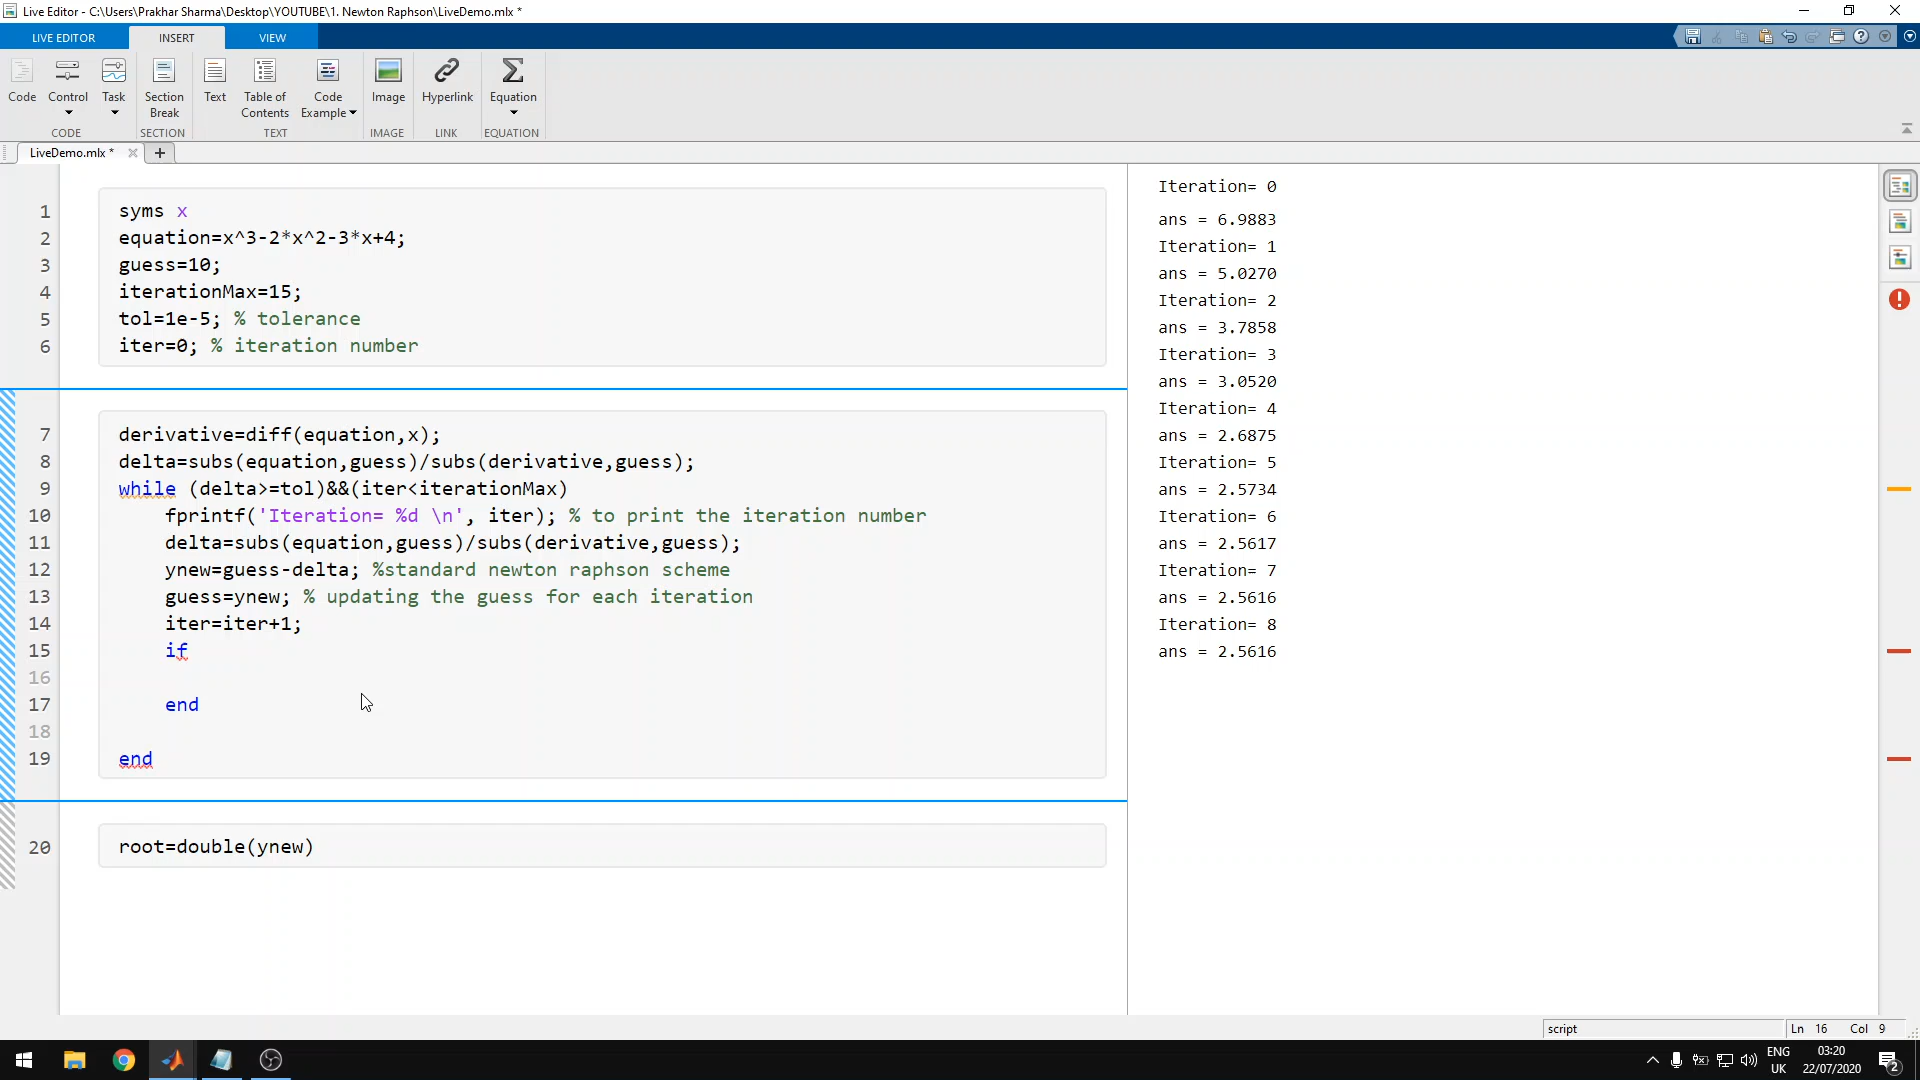 Live Editor - C:\Users\Prakhar Sharma\Desktop\YOUTUBE\1. Newton Raphson\LiveDemo.mlx *
LIVE EDITOR INSERT VIEW
Code Control Task Section Break Text Table of Contents Code Example Image Hyperlink Equation
CODE SECTION TEXT IMAGE LINK EQUATION
LiveDemo.mlx *
1 syms x
2 equation=x^3-2*x^2-3*x+4;
3 guess=10;
4 iterationMax=15;
5 tol=1e-5; % tolerance
6 iter=0; % iteration number
7 derivative=diff(equation,x);
8 delta=subs(equation,guess)/subs(derivative,guess);
9 while (delta>=tol)&&(iter<iterationMax)
10 fprintf('Iteration= %d \n', iter); % to print the iteration number
11 delta=subs(equation,guess)/subs(derivative,guess);
12 ynew=guess-delta; %standard newton raphson scheme
13 guess=ynew; % updating the guess for each iteration
14 iter=iter+1;
15 if
16
17 end
18
19 end
20 root=double(ynew)
Iteration= 0
ans = 6.9883
Iteration= 1
ans = 5.0270
Iteration= 2
ans = 3.7858
Iteration= 3
ans = 3.0520
Iteration= 4
ans = 2.6875
Iteration= 5
ans = 2.5734
Iteration= 6
ans = 2.5617
Iteration= 7
ans = 2.5616
Iteration= 8
ans = 2.5616
script Ln 16 Col 9
ENG 03:20
UK 22/07/2020 2